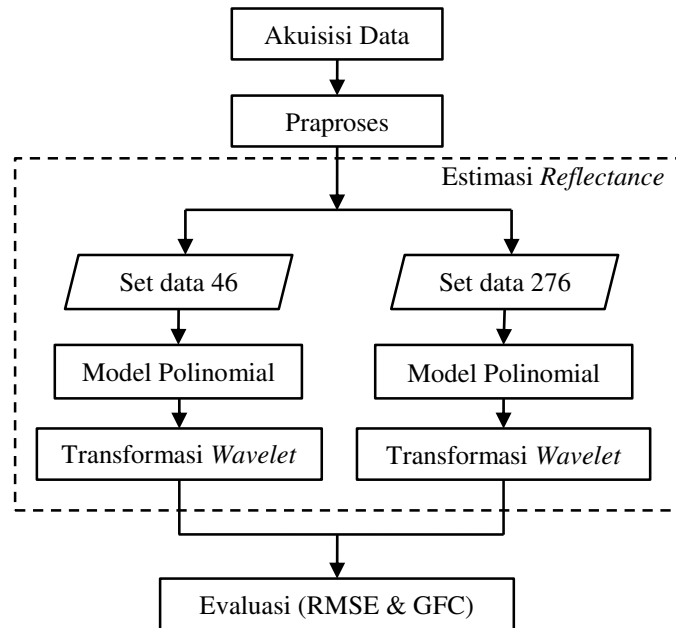 Akuisisi Data
Praproses
Estimasi Reflectance
Set data 46
Set data 276
Model Polinomial
Model Polinomial
Transformasi Wavelet
Transformasi Wavelet
Evaluasi (RMSE & GFC)